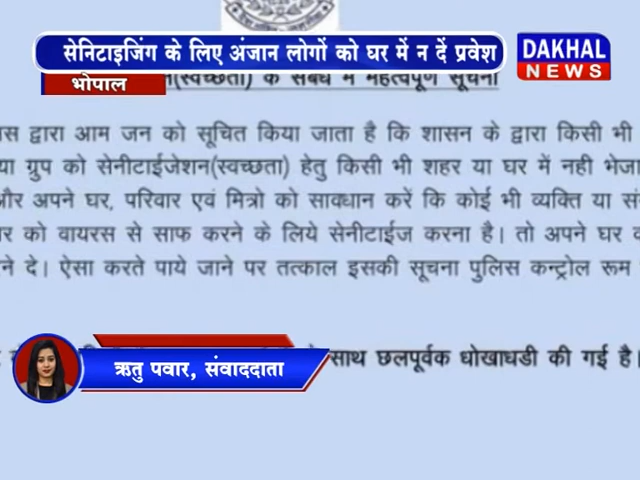 सेनिटाइजिंग के लिए अंजान लोगों को घर में न दें प्रवेश
DAKHAL
NEWS
भोपाल
(स्वच्छता) के संबंध में महत्वपूर्ण सूचना
द्वारा आम जन को सूचित किया जाता है कि शासन के द्वारा किसी भी
या ग्रुप को सेनीटाईजेशन(स्वच्छता) हेतु किसी भी शहर या घर में नही भेजा
और अपने घर, परिवार एवं मित्रो को सावधान करें कि कोई भी व्यक्ति या
को वायरस से साफ करने के लिये सेनीटाईज करना है। तो अपने घर
दे। ऐसा करते पाये जाने पर तत्काल इसकी सूचना पुलिस कन्ट्रोल रूम
साथ छलपूर्वक धोखाधडी की गई है।
ऋतु पवार, संवाददाता